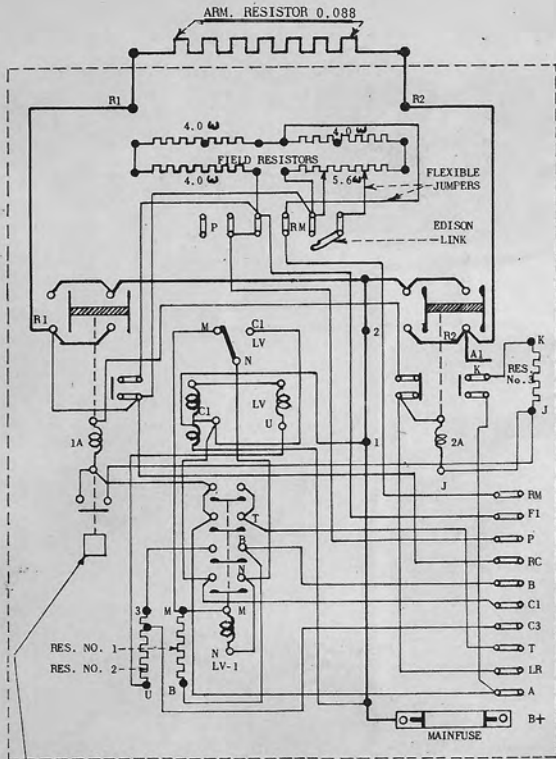 ARM. RESISTOR 0.088
R1
R2
4.0 ω
4.0 ω
FIELD RESISTORS
4.0 ω
5.6 ω
FLEXIBLE
JUMPERS
P
RM
EDISON
LINK
R1
M
C1
LV
N
2
R2
A1
K
K
RES.
No.3
C1
LV
U
1A
1
2A
J
J
T
B
N
RM
F1
P
RC
B
C1
C3
T
LR
A
3
M
M
RES. NO. 1
RES. NO. 2
N
LV-1
U
B
B+
MAINFUSE